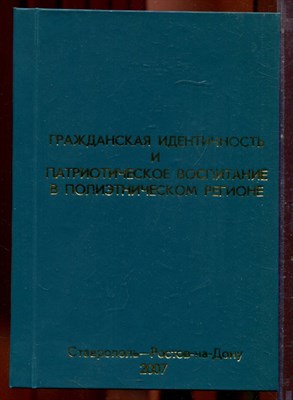 ГРАЖДАНСКАЯ ИДЕНТИЧНОСТЬ
И
ПАТРИОТИЧЕСКОЕ ВОСПИТАНИЕ
В ПОЛИЭТНИЧЕСКОМ РЕГИОНЕ
Ставрополь—Ростов-на-Дону
2007